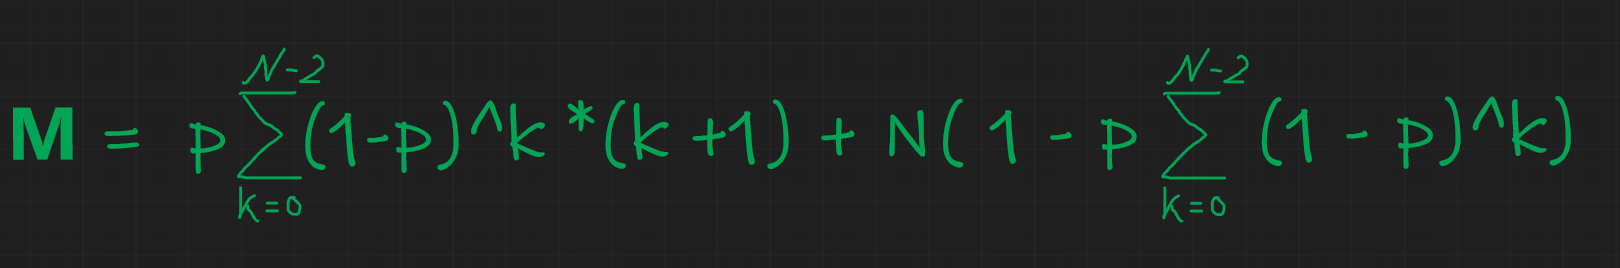 M = p ∑_{k=0}^{N-2} (1-p)^k*(k+1) + N(1 - p ∑_{k=0}^{N-2} (1-p)^k)